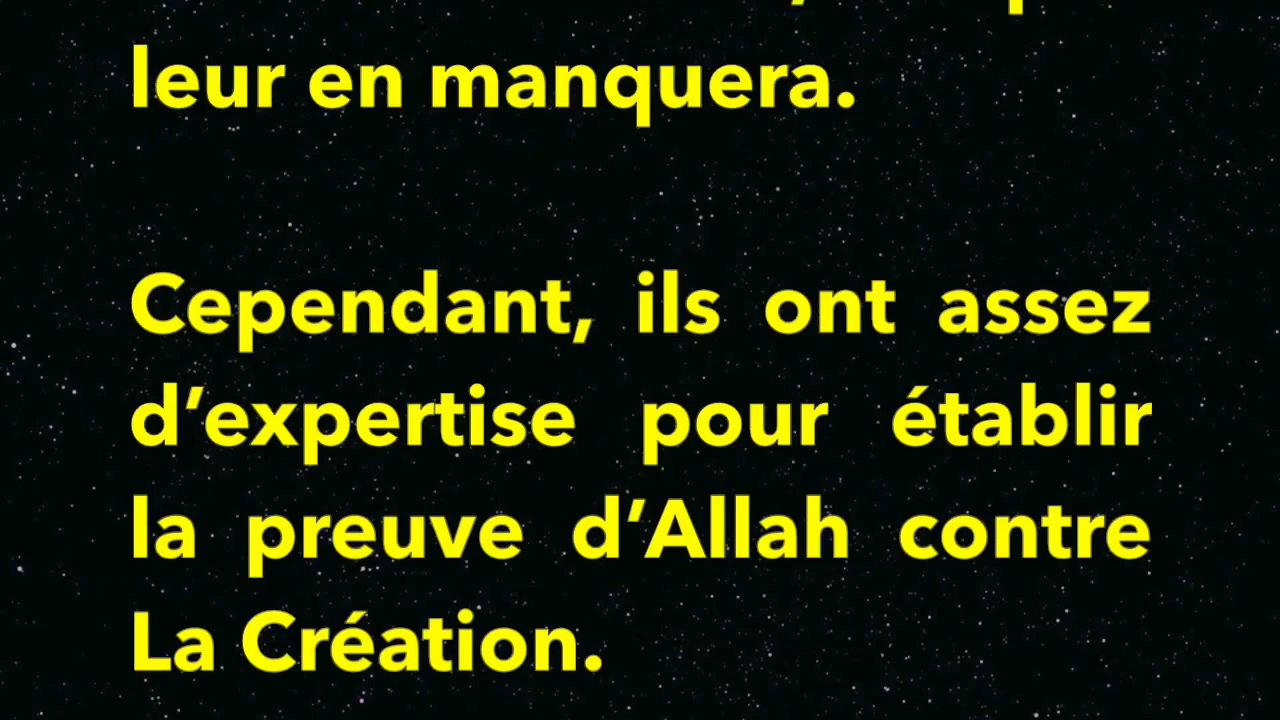 leur en manquera.
Cependant, ils ont assez
d’expertise pour établir
la preuve d’Allah contre
La Création.